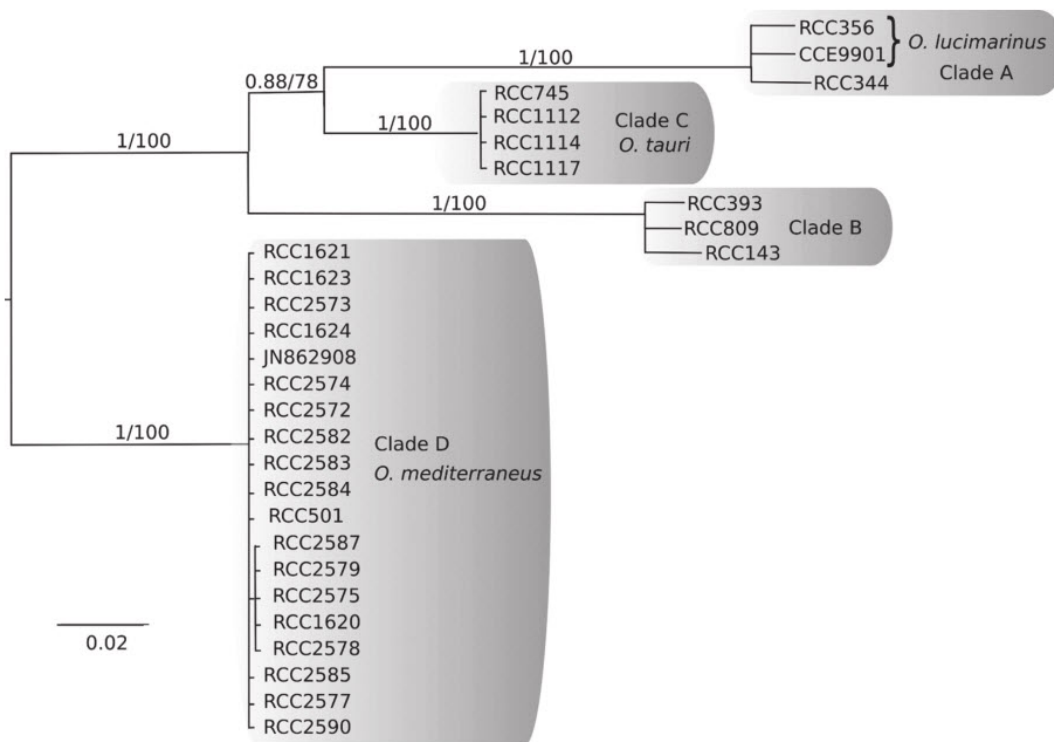 RCC356
CCE9901
O. lucimarinus
Clade A
RCC344
1/100
0.88/78
RCC745
RCC1112
RCC1114
RCC1117
Clade C
O. tauri
1/100
1/100
RCC393
RCC809
RCC143
Clade B
1/100
RCC1621
RCC1623
RCC2573
RCC1624
JN862908
RCC2574
RCC2572
RCC2582
RCC2583
RCC2584
RCC501
RCC2587
RCC2579
RCC2575
RCC1620
RCC2578
RCC2585
RCC2577
RCC2590
Clade D
O. mediterraneus
1/100
0.02